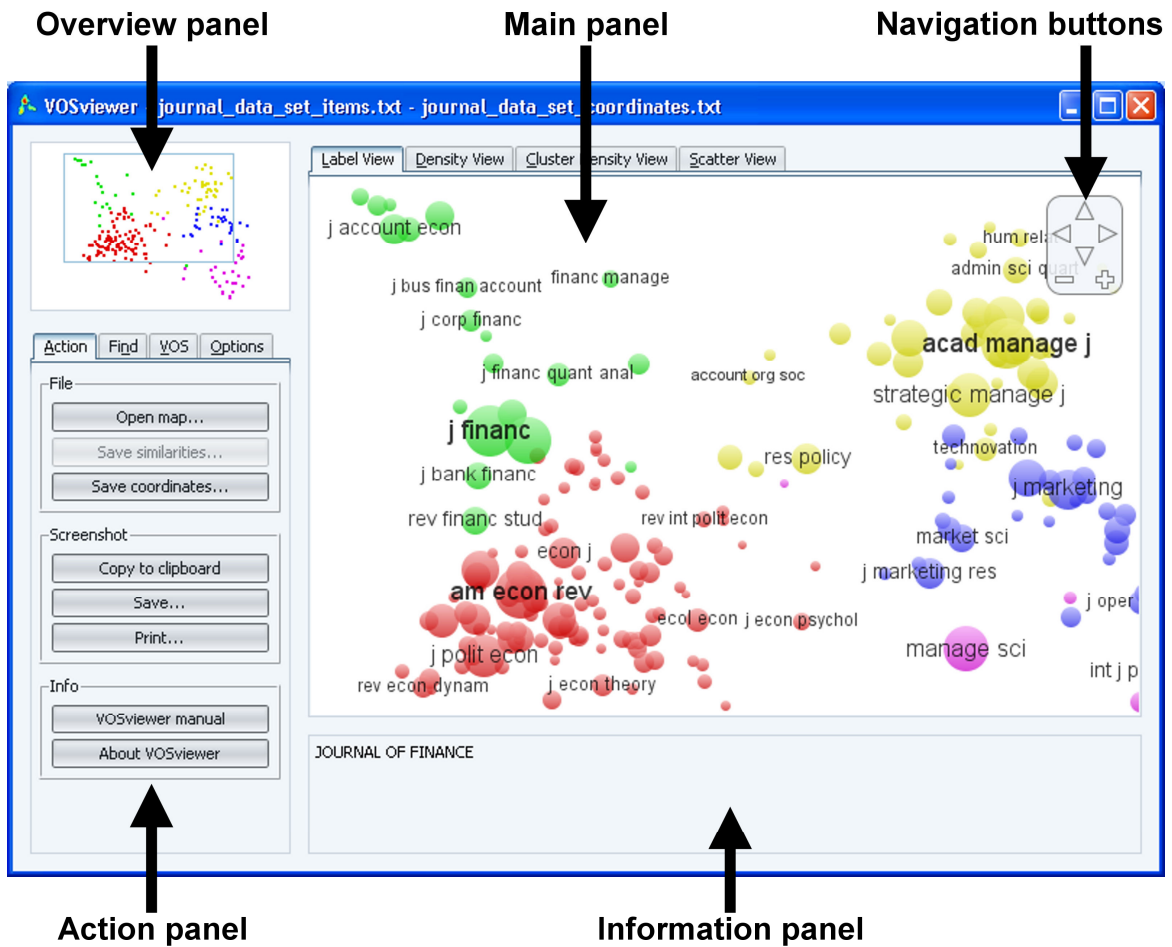 Overview panel
Main panel
Navigation buttons
VOSviewer - journal_data_set_items.txt - journal_data_set_coordinates.txt
Label View
Density View
Cluster Density View
Scatter View
Action
Find
VOS
Options
File
Open map...
Save similarities...
Save coordinates...
Screenshot
Copy to clipboard
Save...
Print...
Info
VOSviewer manual
About VOSviewer
j account econ
hum relat
admin sci quart
financ manage
j bus finan account
j corp financ
acad manage j
j financ quant anal
account org soc
strategic manage j
j financ
technovation
res policy
j bank financ
j marketing
rev financ stud
rev int polit econ
market sci
econ j
j marketing res
am econ rev
j oper
ecol econ
j econ psychol
manage sci
j polit econ
int j p
rev econ dynam
j econ theory
JOURNAL OF FINANCE
Action panel
Information panel